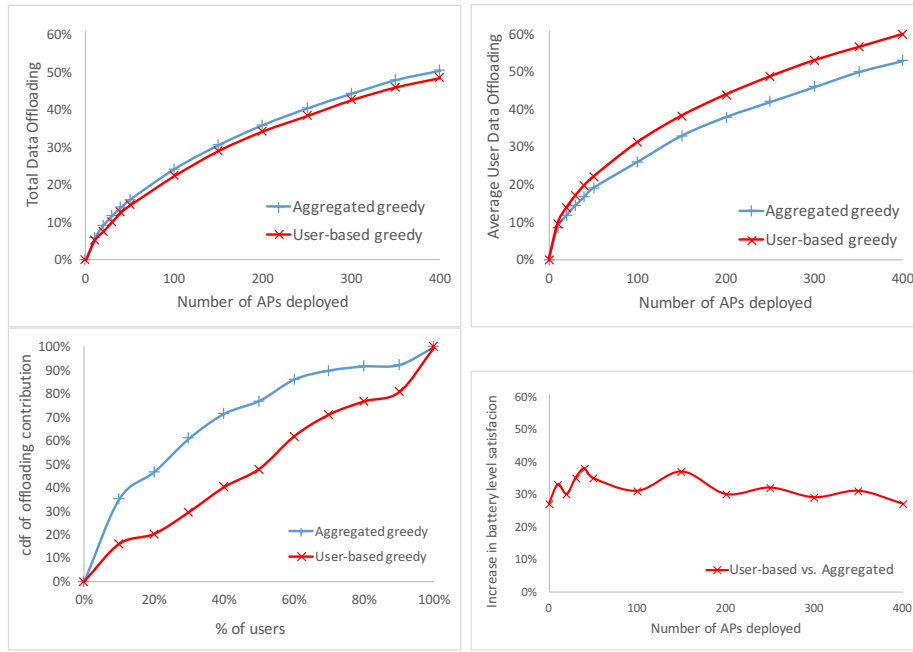 60%
50%
40%
30%
20%
10%
0%
Total Data Offloading
Aggregated greedy
User-based greedy
0 100 200 300 400
Number of APs deployed
60%
50%
40%
30%
20%
10%
0%
Average User Data Offloading
Aggregated greedy
User-based greedy
0 100 200 300 400
Number of APs deployed
100%
90%
80%
70%
60%
50%
40%
30%
20%
10%
0%
cdf of offloading contribution
Aggregated greedy
User-based greedy
0% 20% 40% 60% 80% 100%
% of users
60%
50%
40%
30%
20%
10%
0%
Increase in battery level satisfacion
User-based vs. Aggregated
0 100 200 300 400
Number of APs deployed